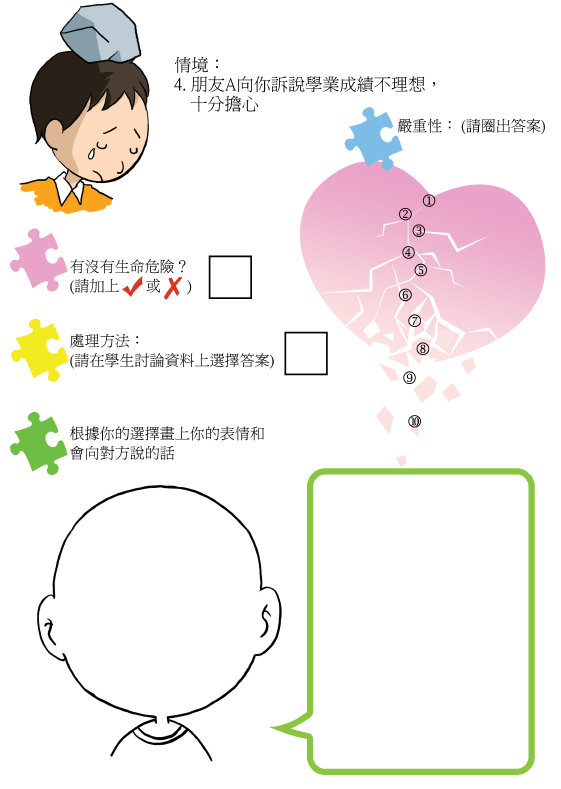 情境：
4. 朋友A向你訴說學業成績不理想，
十分擔心
嚴重性： (請圈出答案)
①
②
③
④
⑤
⑥
⑦
⑧
⑨
⑩
有沒有生命危險？
(請加上✓或✗)
處理方法：
(請在學生討論資料上選擇答案)
根據你的選擇畫上你的表情和
會向對方說的話